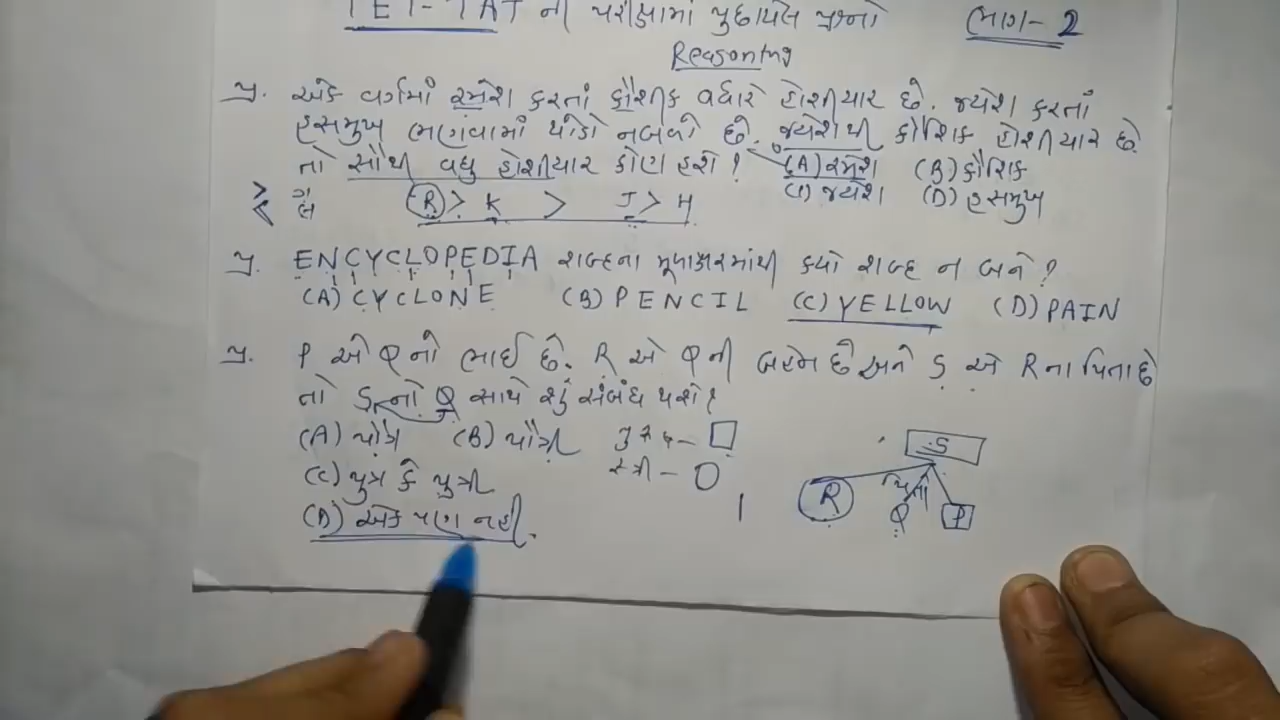 TET-TAT ની પરીક્ષામાં પુછાયેલ પ્રશ્નો ભાગ-2
Reasoning
પ્ર. એક વર્ગમાં રમેશ કરતાં કૌશીક વધારે હોશીયાર છે. જયેશ કરતાં
હસમુખ ભણવામાં થોડો નબળો છે. જયેશથી કૌશિક હોશીયાર છે.
તો સૌથી વધુ હોશીયાર કોણ હશે? (A) રમેશ (B) કૌશિક
(C) જયેશ (D) હસમુખ
R > K > J > H
પ્ર. ENCYCLOPEDIA શબ્દના મૂળાક્ષરમાંથી કયો શબ્દ ન બને?
(A) CYCLONE (B) PENCIL (C) YELLOW (D) PAIN
પ્ર. P એ Q નો ભાઈ છે. R એ Q ની બહેન છે અને S એ R ના પિતા છે
તો S નો Q સાથે શું સંબંધ થશે?
(A) પૌત્ર (B) પૌત્રી પુરૂષ - □
(C) પુત્ર કે પુત્રી સ્ત્રી - ○
(D) એક પણ નહી.
S
પિતા
R Q P